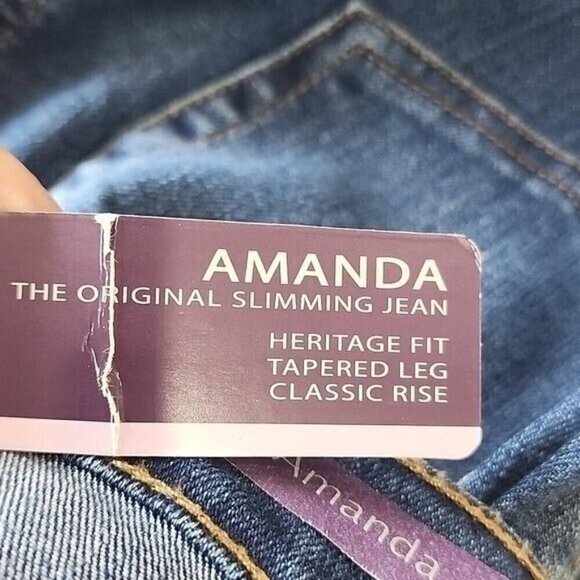 AMANDA
THE ORIGINAL SLIMMING JEAN
HERITAGE FIT
TAPERED LEG
CLASSIC RISE
Amanda